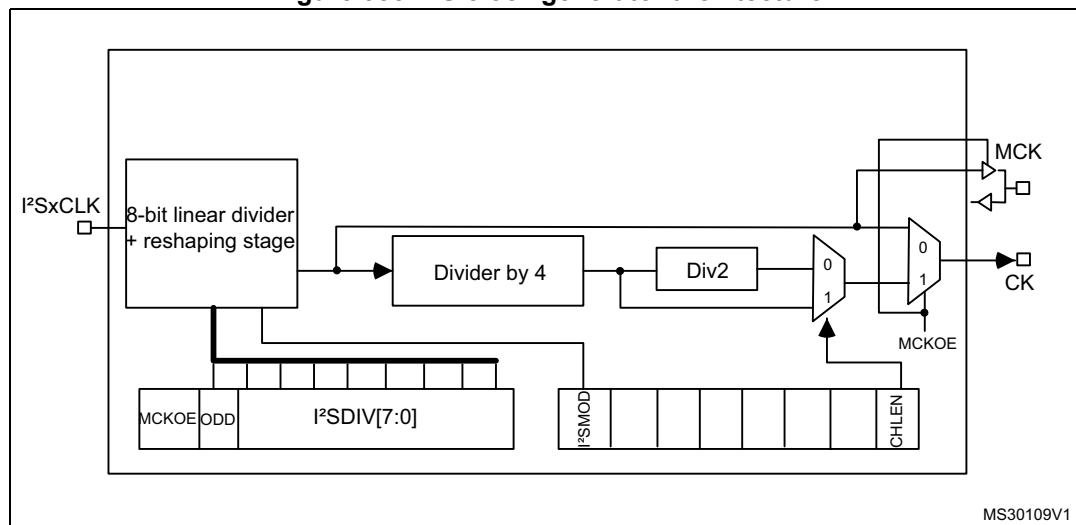 MCK
I²SxCLK
8-bit linear divider
+ reshaping stage
0
Divider by 4
Div2
0
1
1
CK
MCKOE
MCKOE
ODD
I²SDIV[7:0]
I²SMOD
CHLEN
MS30109V1